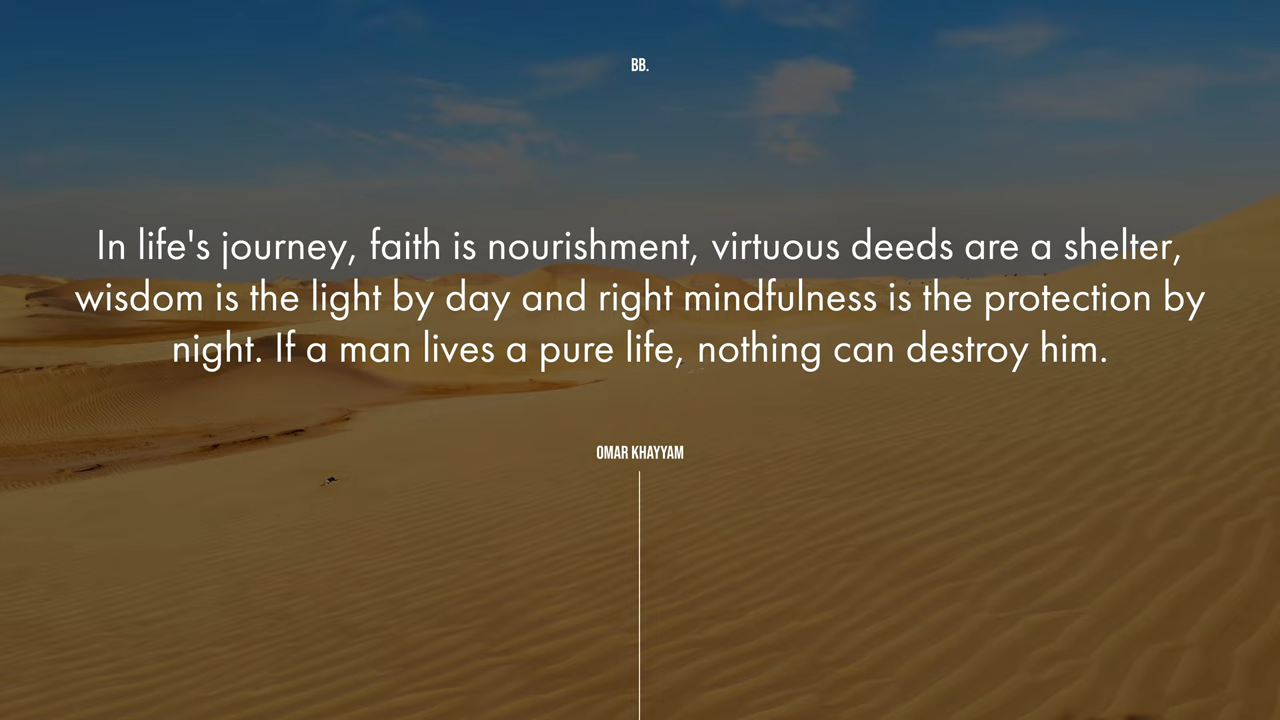 BB.
In life's journey, faith is nourishment, virtuous deeds are a shelter,
wisdom is the light by day and right mindfulness is the protection by
night. If a man lives a pure life, nothing can destroy him.
OMAR KHAYYAM